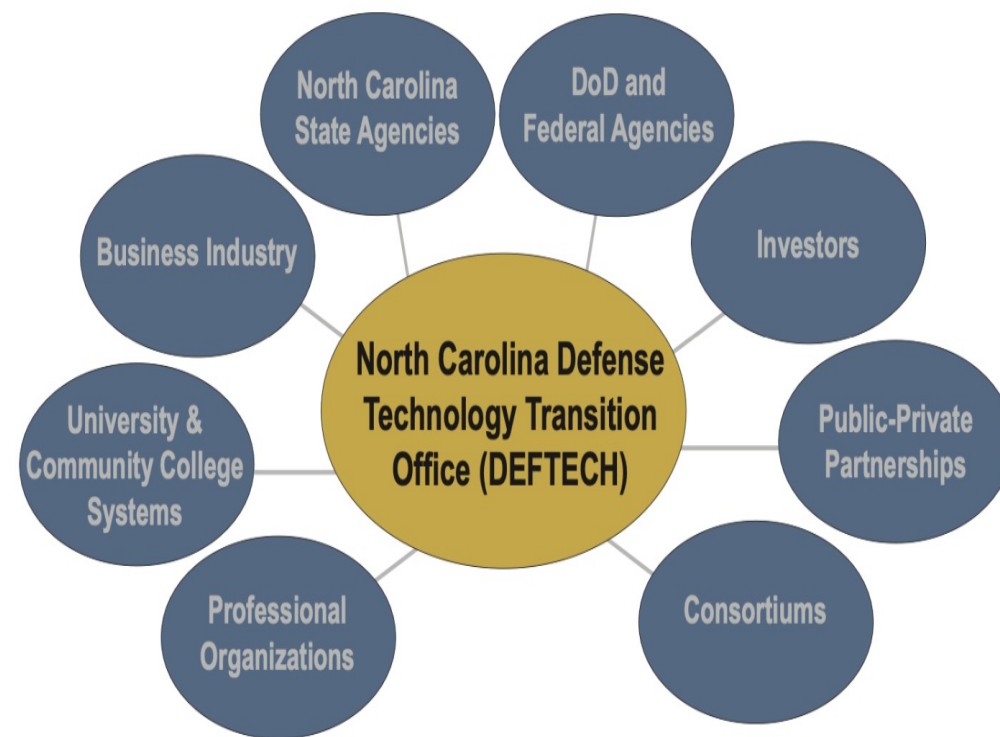 North Carolina
State Agencies
DoD and
Federal Agencies
Business Industry
Investors
North Carolina Defense
Technology Transition
Office (DEFTECH)
University &
Community College
Systems
Public-Private
Partnerships
Professional
Organizations
Consortiums